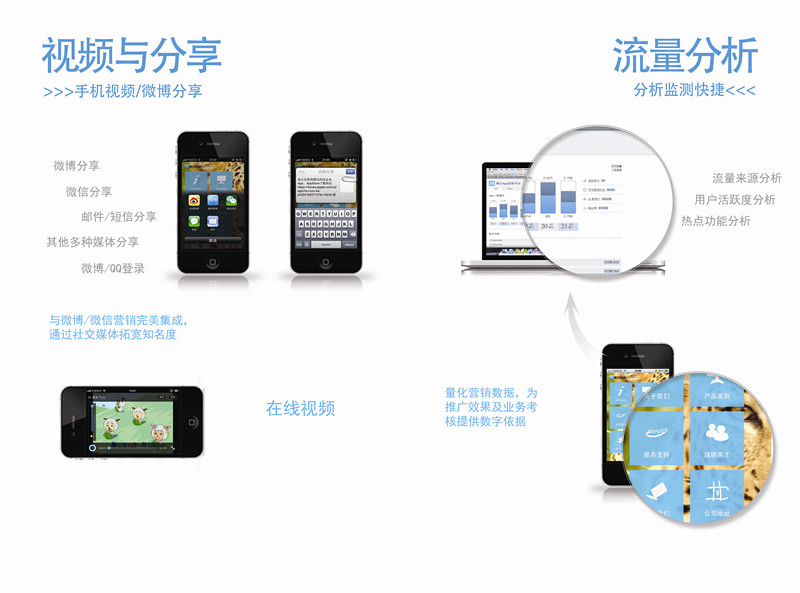 视频与分享
>>>手机视频/微博分享
微博分享
微信分享
邮件/短信分享
其他多种媒体分享
微博/QQ登录
与微博/微信营销完美集成，
通过社交媒体拓宽知名度
在线视频
流量分析
分析监测快捷<<<
流量来源分析
用户活跃度分析
热点功能分析
20
21
量化营销数据，为
推广效果及业务考
核提供数字依据
关于我们
产品案例
服务支持
诚聘英才
公司地址